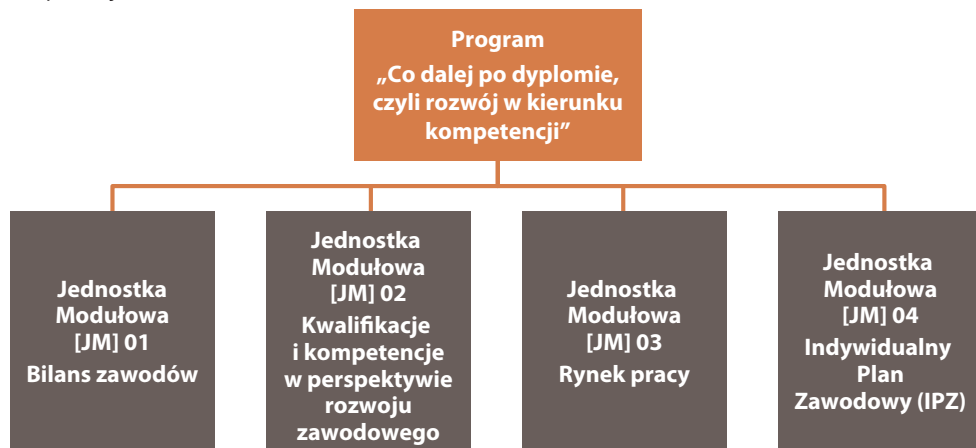 Program
„Co dalej po dyplomie,
czyli rozwój w kierunku
kompetencji”
Jednostka
Modułowa
[JM] 01
Bilans zawodów
Jednostka
Modułowa
[JM] 02
Kwalifikacje
i kompetencje
w perspektywie
rozwoju
zawodowego
Jednostka
Modułowa
[JM] 03
Rynek pracy
Jednostka
Modułowa
[JM] 04
Indywidualny
Plan
Zawodowy (IPZ)